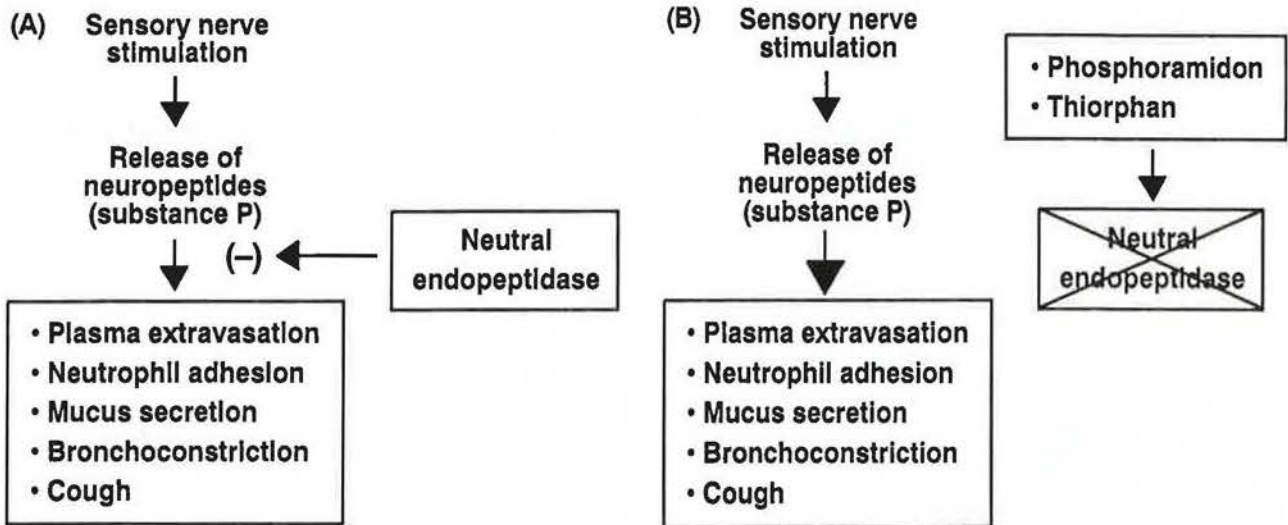 (A) Sensory nerve
stimulation
Release of
neuropeptides
(substance P)
(–)
Neutral
endopeptidase
• Plasma extravasation
• Neutrophil adhesion
• Mucus secretion
• Bronchoconstriction
• Cough
(B) Sensory nerve
stimulation
• Phosphoramidon
• Thiorphan
Release of
neuropeptides
(substance P)
Neutral
endopeptidase
• Plasma extravasation
• Neutrophil adhesion
• Mucus secretion
• Bronchoconstriction
• Cough